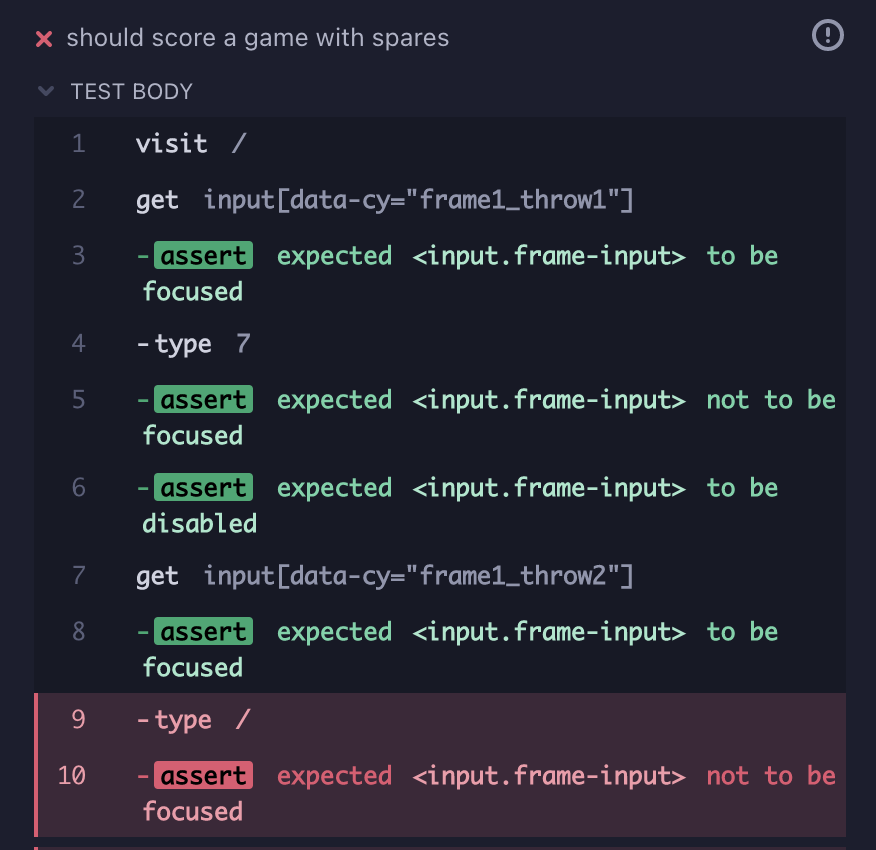 should score a game with spares
TEST BODY
1 visit /
2 get input[data-cy="frame1_throw1"]
3 -assert expected <input.frame-input> to be
focused
4 -type 7
5 -assert expected <input.frame-input> not to be
focused
6 -assert expected <input.frame-input> to be
disabled
7 get input[data-cy="frame1_throw2"]
8 -assert expected <input.frame-input> to be
focused
9 -type /
10 -assert expected <input.frame-input> not to be
focused